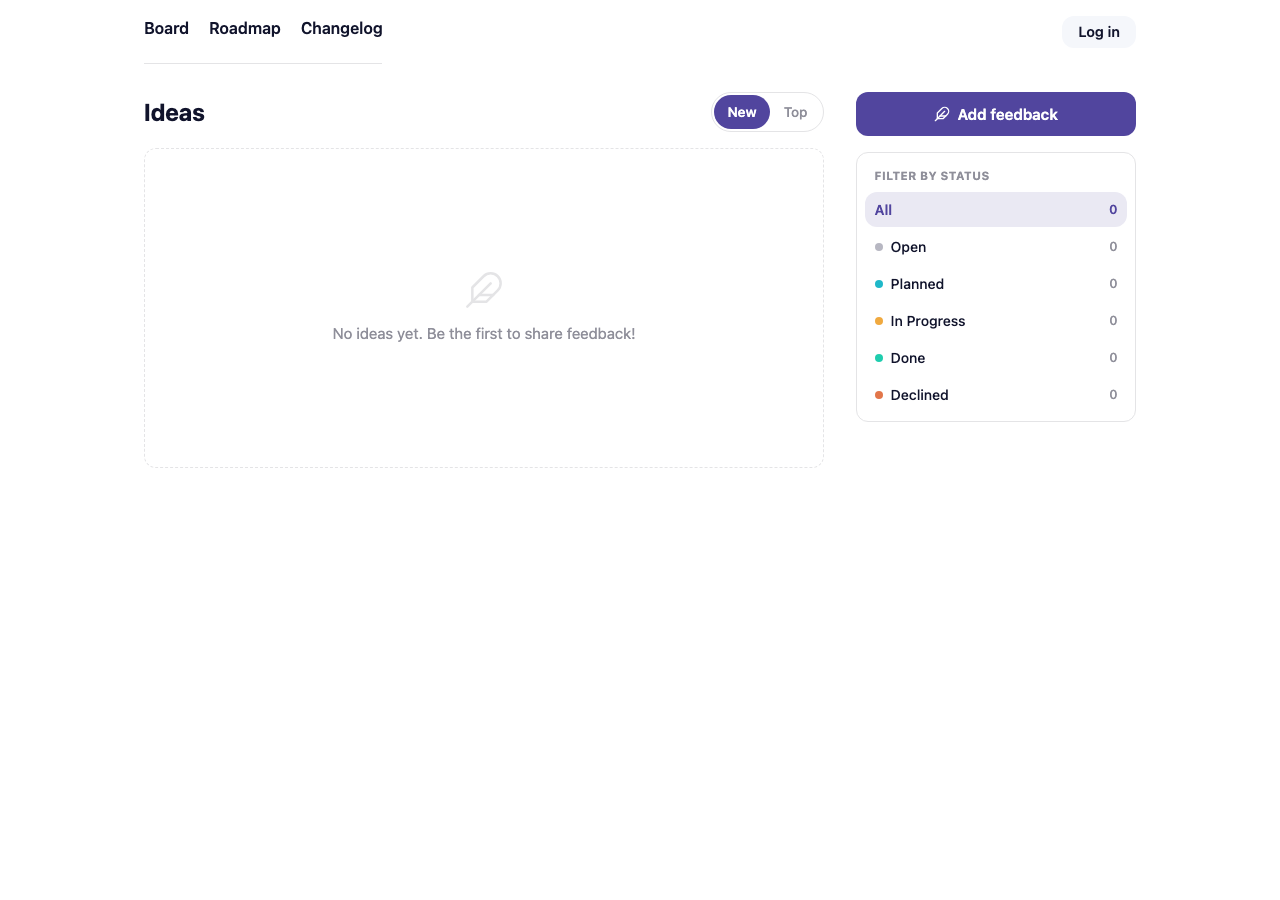 Board Roadmap Changelog Log in
Ideas New Top Add feedback
FILTER BY STATUS
All 0
Open 0
Planned 0
In Progress 0
Done 0
Declined 0
No ideas yet. Be the first to share feedback!